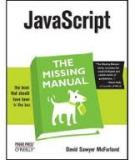 JavaScript
THE
MISSING
MANUAL
The book that
should have
been in
the box
David Sawyer McFarland
O'REILLY